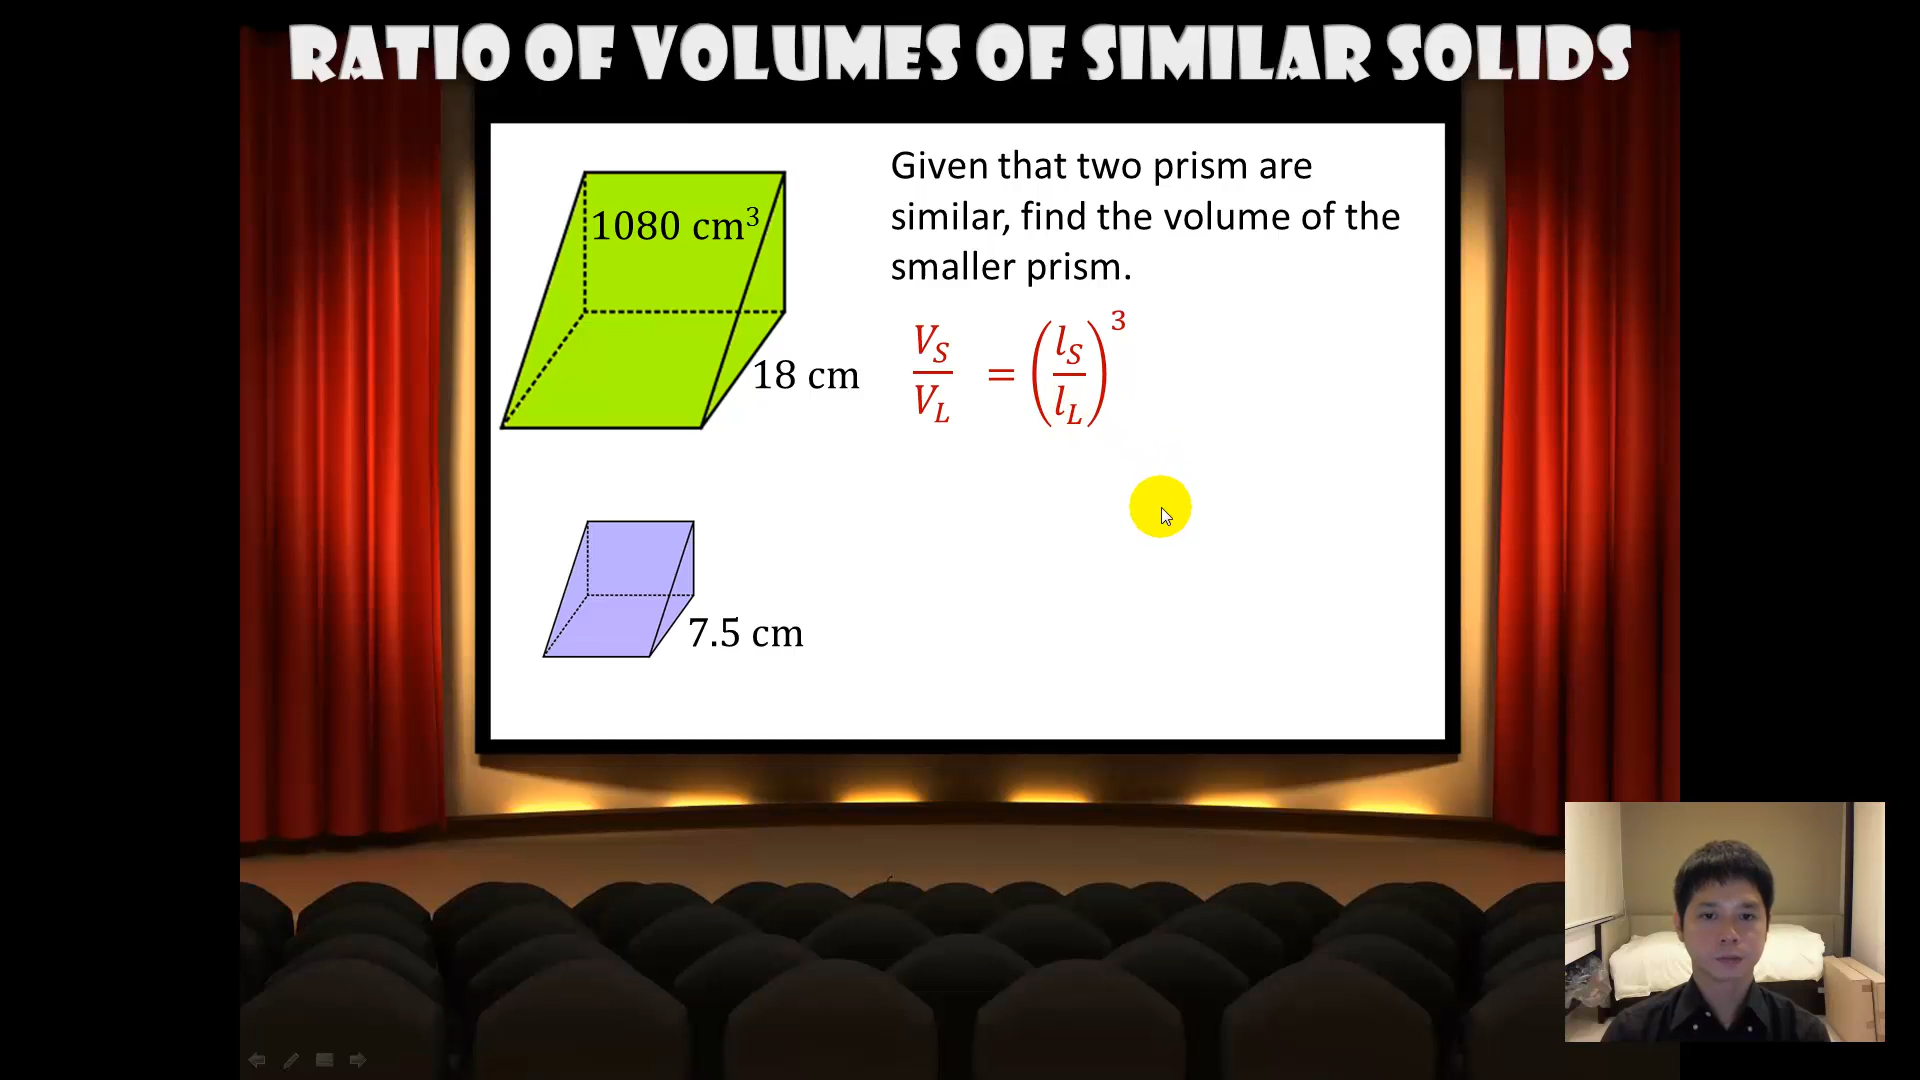 RATIO OF VOLUMES OF SIMILAR SOLIDS
1080 cm³
18 cm
7.5 cm
Given that two prism are
similar, find the volume of the
smaller prism.
V_S / V_L = (l_S / l_L)³